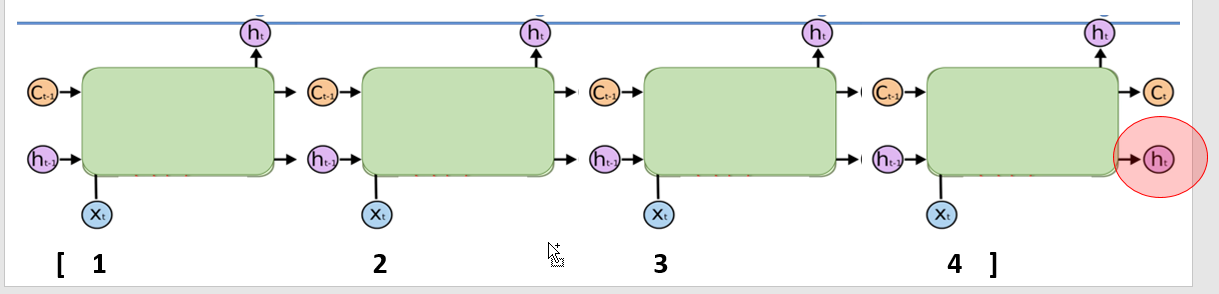 ht ht ht ht
Ct-1 Ct-1 Ct-1 Ct-1 Ct
ht-1 ht-1 ht-1 ht-1 ht
xt xt xt xt
[ 1 2 3 4 ]